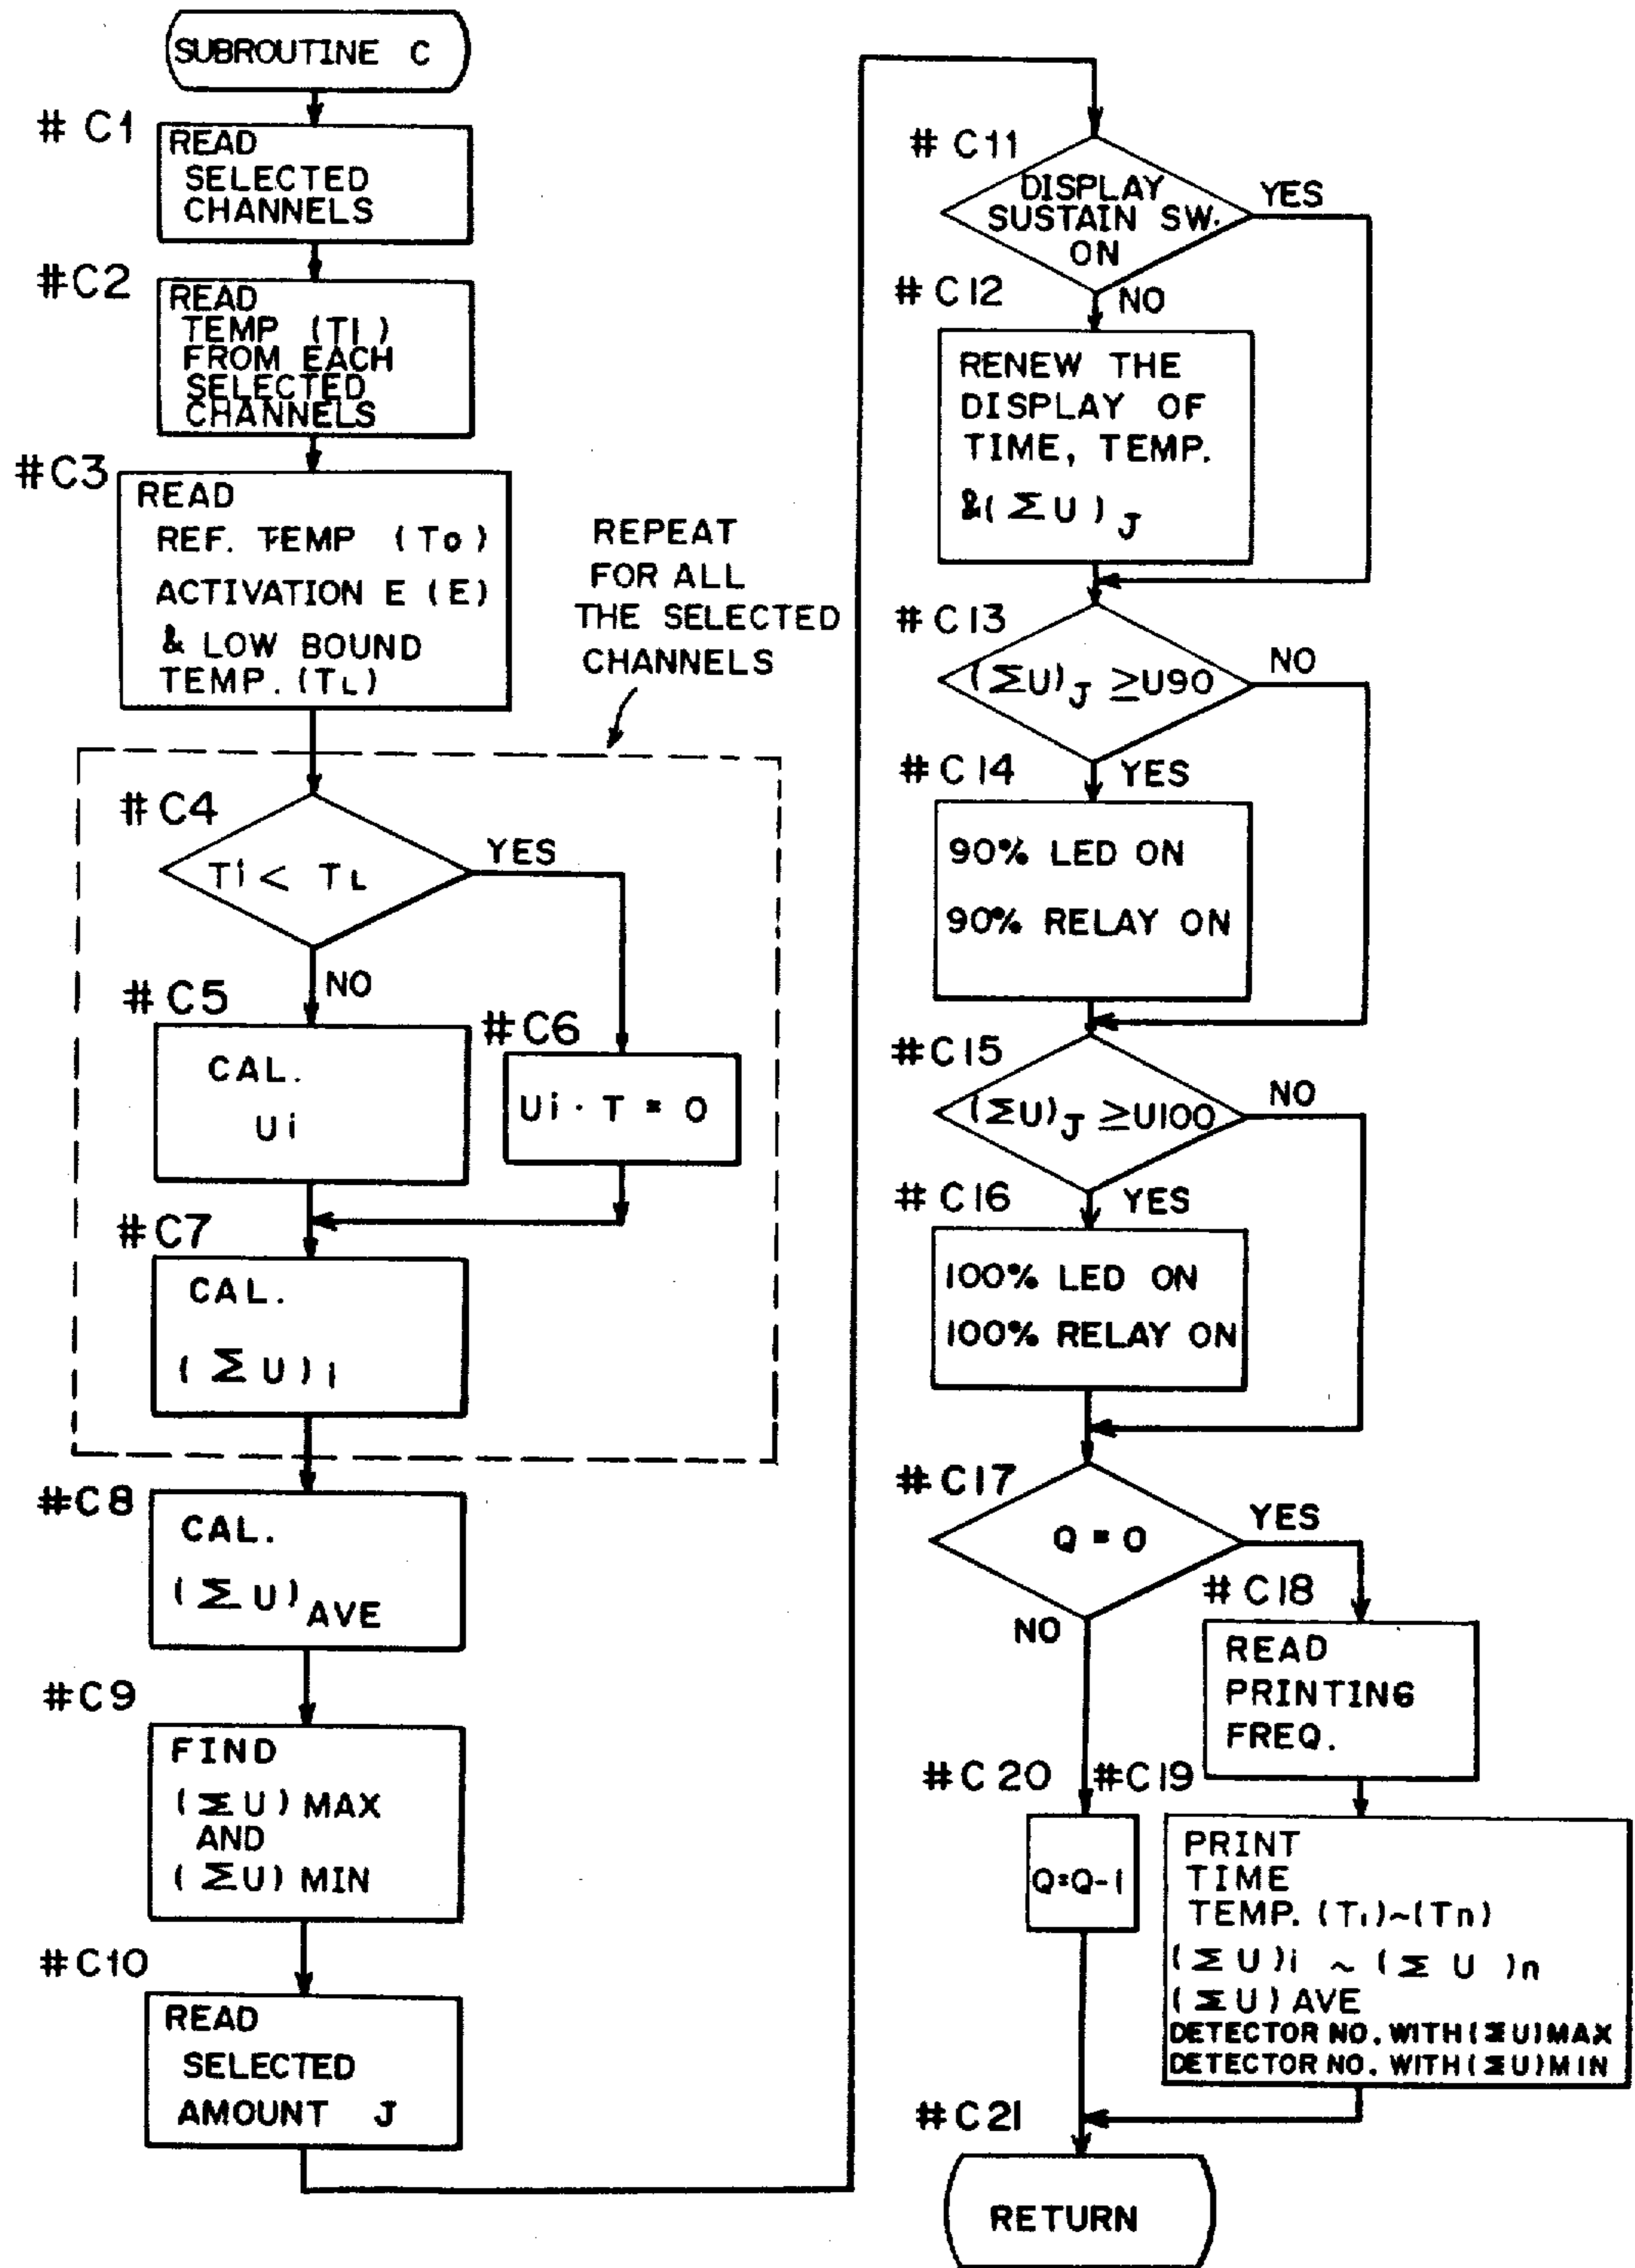 SUBROUTINE C
# C1
READ
SELECTED
CHANNELS
#C2
READ
TEMP (Ti)
FROM EACH
SELECTED
CHANNELS
#C3
READ
REF. TEMP (To)
ACTIVATION E (E)
& LOW BOUND
TEMP. (TL)
REPEAT
FOR ALL
THE SELECTED
CHANNELS
#C4
Ti < TL
YES
NO
#C5
CAL.
Ui
#C6
Ui · T = 0
#C7
CAL.
(ΣU)i
#C8
CAL.
(ΣU)AVE
#C9
FIND
(ΣU) MAX
AND
(ΣU) MIN
#C10
READ
SELECTED
AMOUNT J
# C11
DISPLAY
SUSTAIN SW.
ON
YES
NO
# C12
RENEW THE
DISPLAY OF
TIME, TEMP.
&(ΣU)J
# C13
(ΣU)J ≥U90
NO
YES
# C14
90% LED ON
90% RELAY ON
#C15
(ΣU)J ≥U100
NO
YES
# C16
100% LED ON
100% RELAY ON
#C17
Q = 0
YES
NO
# C18
READ
PRINTING
FREQ.
#C20
Q=Q-1
#C19
PRINT
TIME
TEMP. (T1)~(Tn)
(ΣU)i ~ (ΣU)n
(ΣU) AVE
DETECTOR NO. WITH (ΣU)MAX
DETECTOR NO. WITH (ΣU)MIN
#C21
RETURN